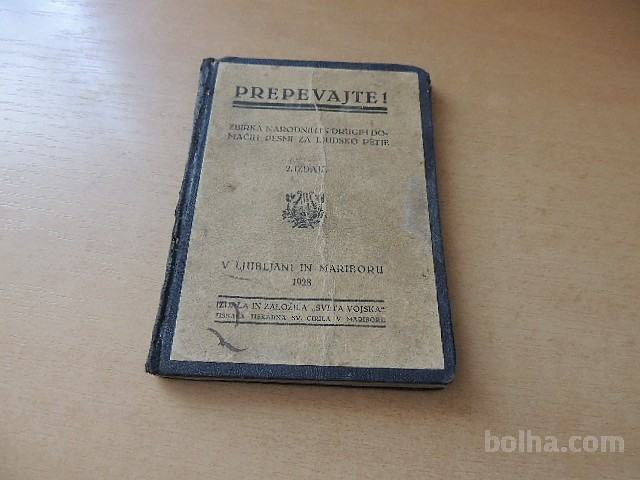 PREPEVAJTE!
ZBIRKA NARODNIH IN DRUGIH DO-
MAČIH PESMI ZA LJUDSKO PETJE
2. IZDAJA
V LJUBLJANI IN MARIBORU
1928
IZDALA IN ZALOŽILA „SVETA VOJSKA“
TISKALA TISKARNA SV. CIRILA V MARIBORU
bolha.com